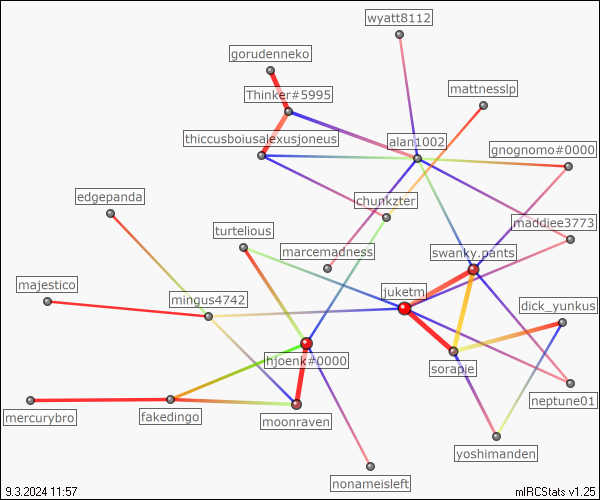 wyatt8112
gorudenneko
mattnesslp
Thinker#5995
thiccusboiusalexusjoneus
alan1002
gnognomo#0000
edgepanda
chunkzter
maddiee3773
turtelious
marcemadness
swanky.pants
majestico
juketm
mingus4742
dick_yunkus
hjoenk#0000
sorapie
neptune01
mercurybro
fakedingo
moonraven
yoshimanden
nonameisleft
9.3.2024 11:57
mIRCStats v1.25